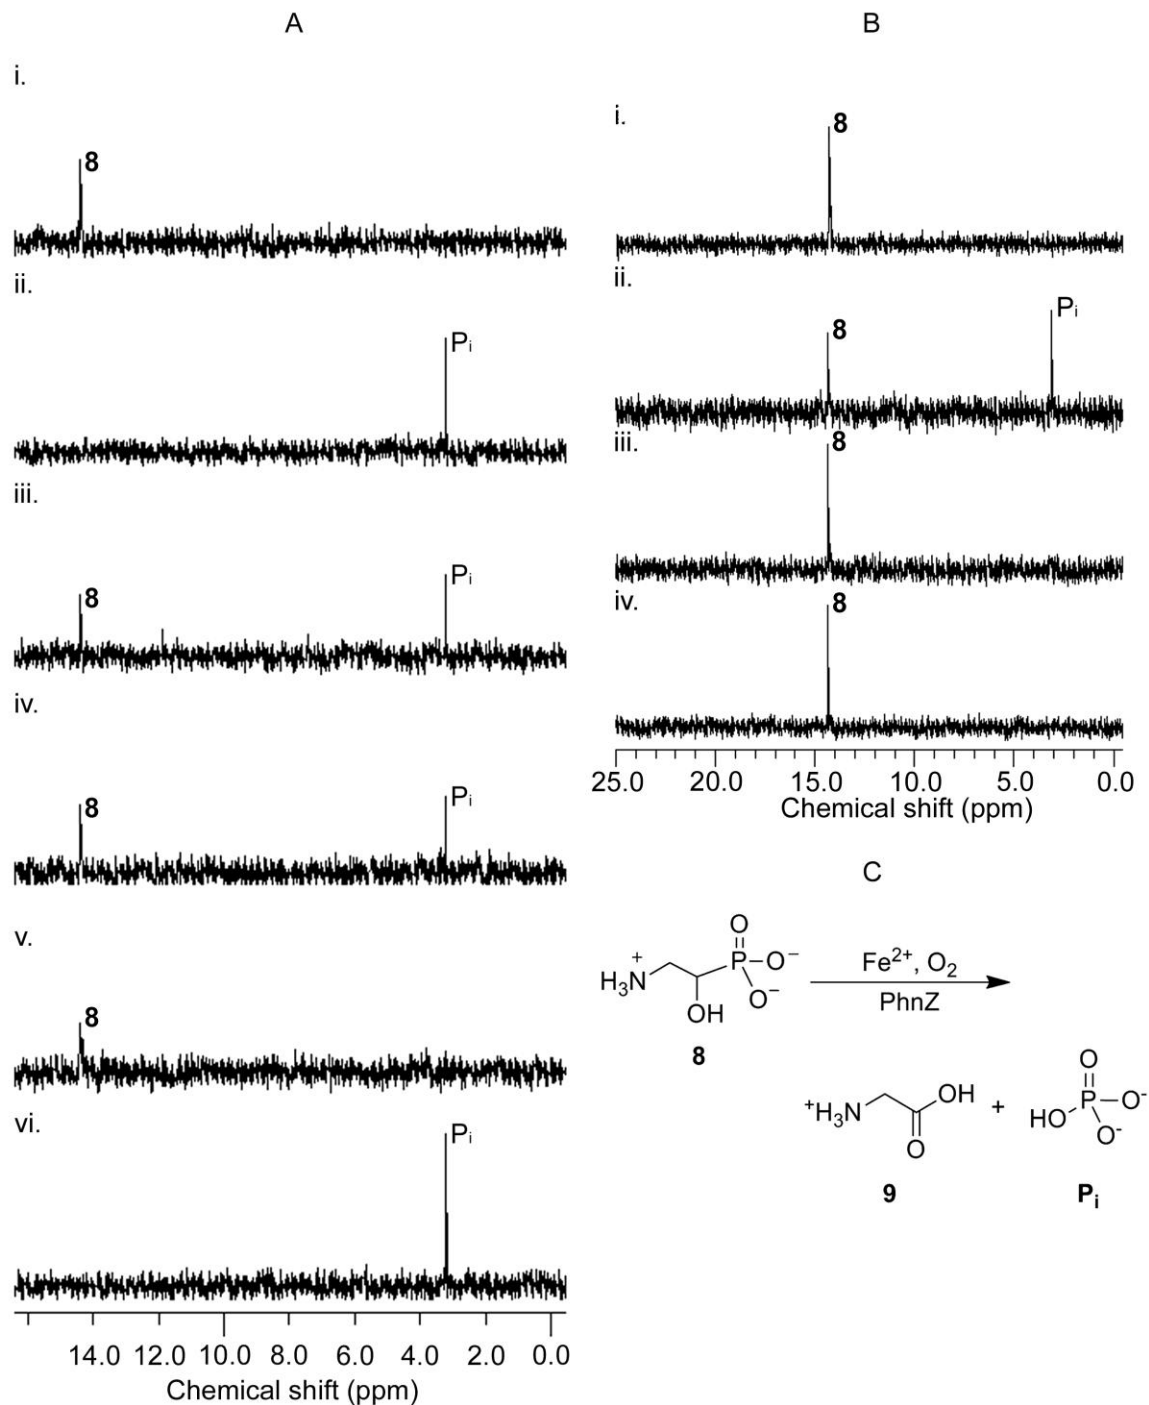 A
i.
8
ii.
Pi
iii.
8
Pi
iv.
8
Pi
v.
8
vi.
Pi
14.0 12.0 10.0 8.0 6.0 4.0 2.0 0.0
Chemical shift (ppm)
B
i.
8
ii.
8
Pi
iii.
8
iv.
8
25.0 20.0 15.0 10.0 5.0 0.0
Chemical shift (ppm)
C
H3N+
OH
O
P
O−
O−
8
Fe2+, O2
PhnZ
+H3N
OH
O
9
+
O
HO
P
O-
O-
Pi